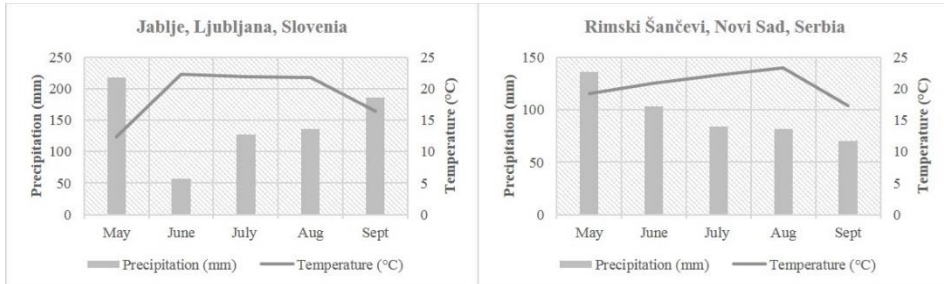 Jablje, Ljubljana, Slovenia
Precipitation (mm)
250
200
150
100
50
0
25
20
15
10
5
0
Temperature (°C)
May June July Aug Sept
Precipitation (mm) Temperature (°C)
Rimski Šančevi, Novi Sad, Serbia
Precipitation (mm)
150
100
50
0
25
20
15
10
5
0
Temperature (°C)
May June July Aug Sept
Precipitation (mm) Temperature (°C)